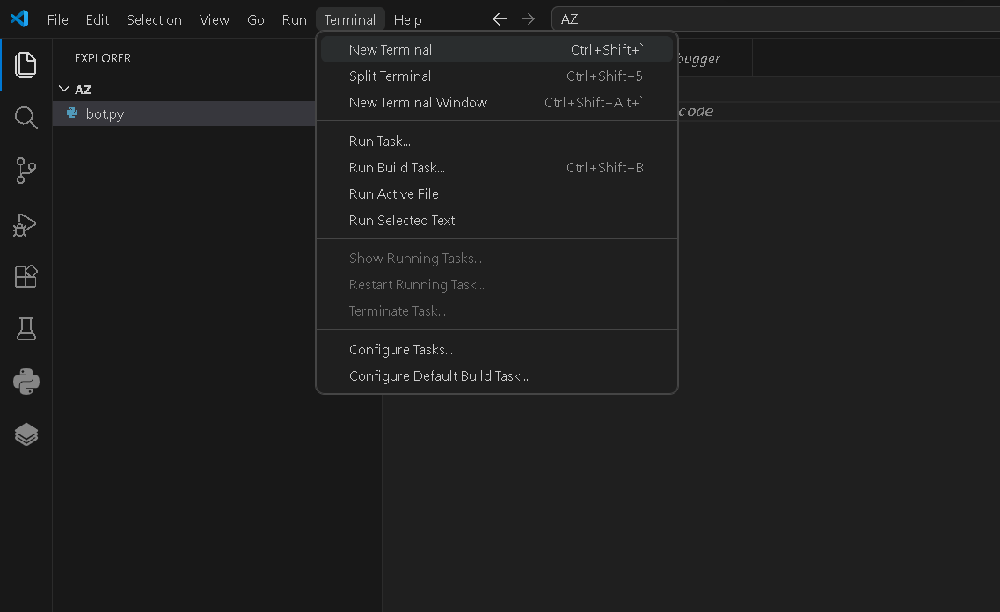 File Edit Selection View Go Run Terminal Help AZ
EXPLORER
AZ
bot.py
New Terminal Ctrl+Shift+`
Split Terminal Ctrl+Shift+5
New Terminal Window Ctrl+Shift+Alt+`
Run Task...
Run Build Task... Ctrl+Shift+B
Run Active File
Run Selected Text
Show Running Tasks...
Restart Running Task...
Terminate Task...
Configure Tasks...
Configure Default Build Task...
bugger
code